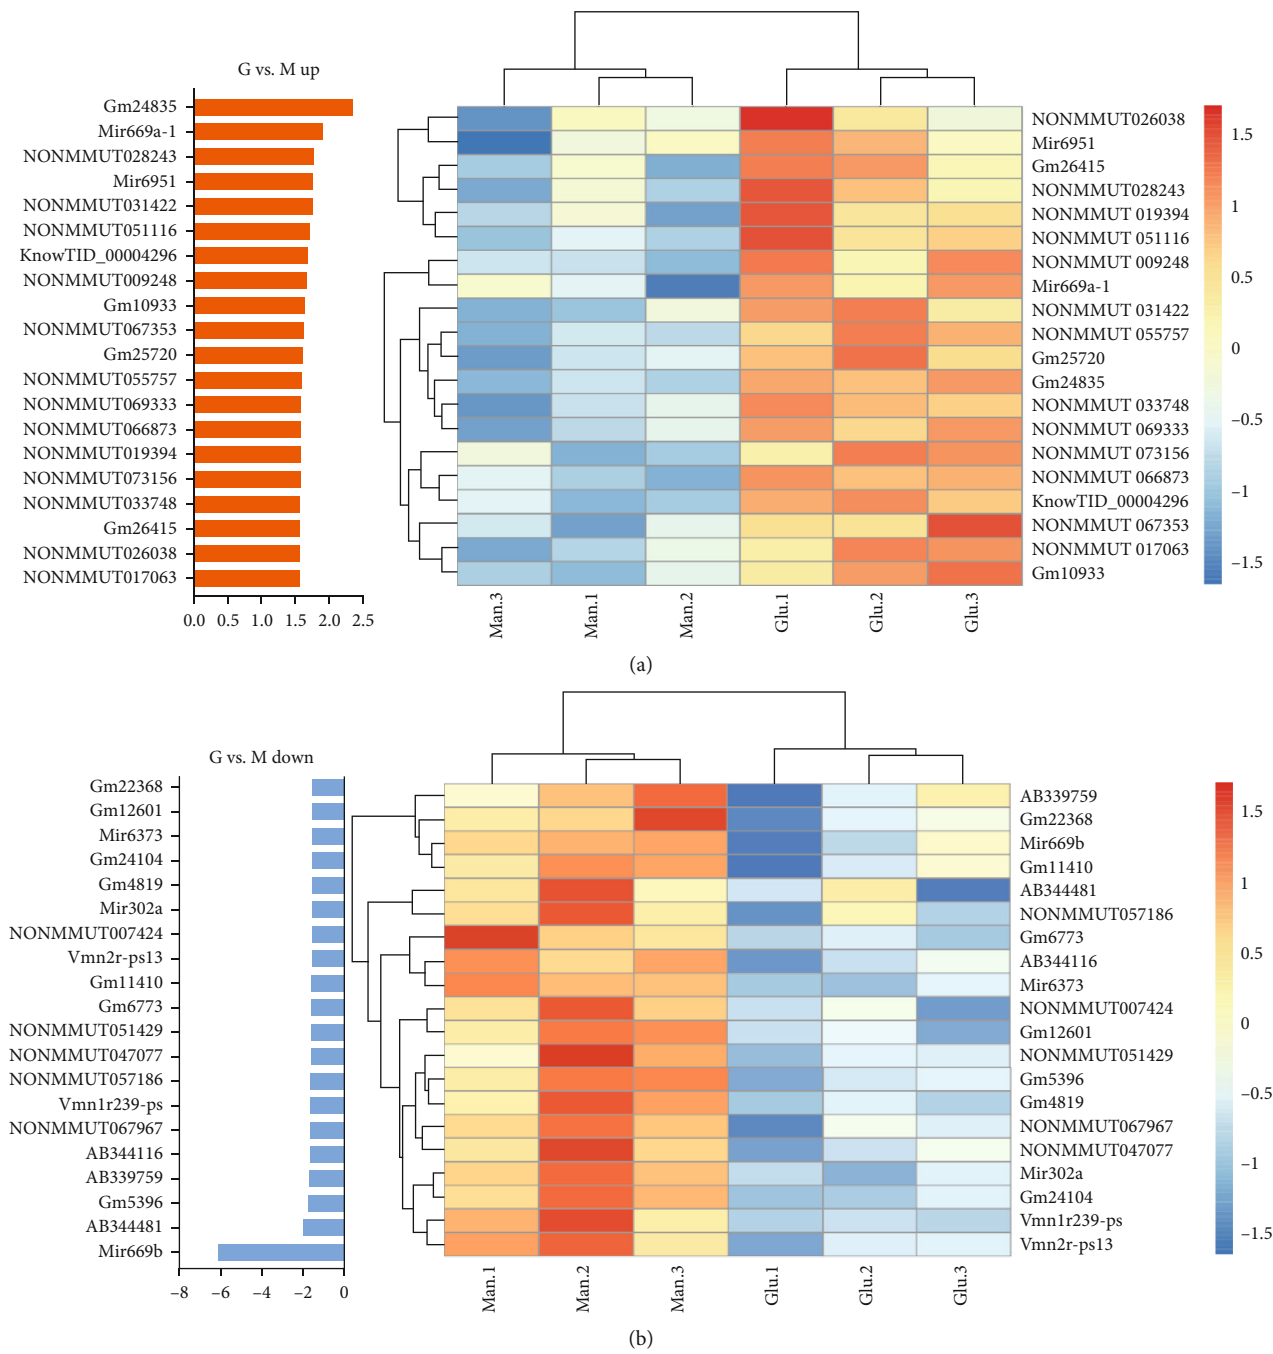 G vs. M up
Gm24835
Mir669a-1
NONMMUT028243
Mir6951
NONMMUT031422
NONMMUT051116
KnowTID_00004296
NONMMUT009248
Gm10933
NONMMUT067353
Gm25720
NONMMUT055757
NONMMUT069333
NONMMUT066873
NONMMUT019394
NONMMUT073156
NONMMUT033748
Gm26415
NONMMUT026038
NONMMUT017063
0.0 0.5 1.0 1.5 2.0 2.5
NONMMUT026038
Mir6951
Gm26415
NONMMUT028243
NONMMUT 019394
NONMMUT 051116
NONMMUT 009248
Mir669a-1
NONMMUT 031422
NONMMUT 055757
Gm25720
Gm24835
NONMMUT 033748
NONMMUT 069333
NONMMUT 073156
NONMMUT 066873
KnowTID_00004296
NONMMUT 067353
NONMMUT 017063
Gm10933
Man.3
Man.1
Man.2
Glu.1
Glu.2
Glu.3
1.5
1
0.5
0
−0.5
−1
−1.5
(a)
G vs. M down
Gm22368
Gm12601
Mir6373
Gm24104
Gm4819
Mir302a
NONMMUT007424
Vmn2r-ps13
Gm11410
Gm6773
NONMMUT051429
NONMMUT047077
NONMMUT057186
Vmn1r239-ps
NONMMUT067967
AB344116
AB339759
Gm5396
AB344481
Mir669b
−8 −6 −4 −2 0
AB339759
Gm22368
Mir669b
Gm11410
AB344481
NONMMUT057186
Gm6773
AB344116
Mir6373
NONMMUT007424
Gm12601
NONMMUT051429
Gm5396
Gm4819
NONMMUT067967
NONMMUT047077
Mir302a
Gm24104
Vmn1r239-ps
Vmn2r-ps13
Man.1
Man.2
Man.3
Glu.1
Glu.2
Glu.3
1.5
1
0.5
0
−0.5
−1
−1.5
(b)